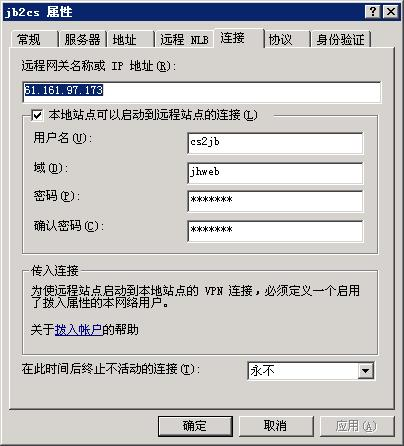 jb2cs 属性
常规 服务器 地址 远程 NLB 连接 协议 身份验证
远程网关名称或 IP 地址(R):
61.161.97.173
本地站点可以启动到远程站点的连接(L)
用户名(U): cs2jb
域(D): jhweb
密码(P): *******
确认密码(C): *******
传入连接
为使远程站点启动到本地站点的 VPN 连接，必须定义一个启用
了拨入属性的本网络用户。
关于拨入帐户的帮助
在此时间后终止不活动的连接(T): 永不
确定 取消 应用(A)